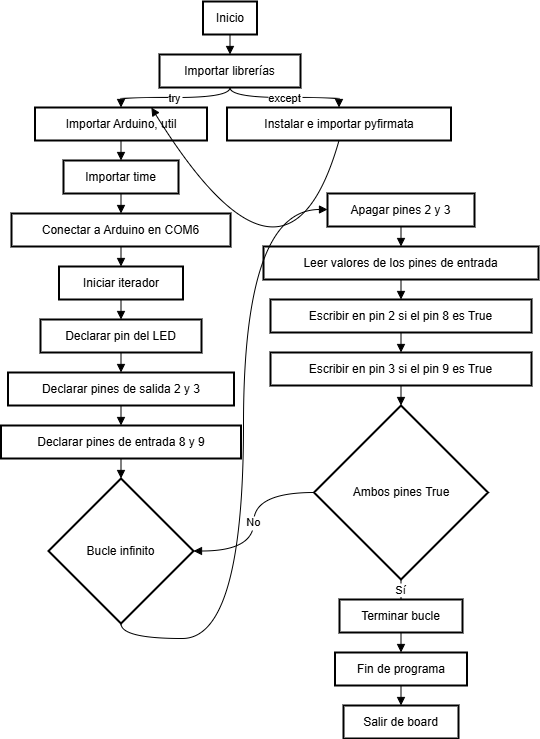 Inicio
Importar librerías
try
except
Importar Arduino, util
Instalar e importar pyfirmata
Importar time
Conectar a Arduino en COM6
Iniciar iterador
Declarar pin del LED
Declarar pines de salida 2 y 3
Declarar pines de entrada 8 y 9
Bucle infinito
Apagar pines 2 y 3
Leer valores de los pines de entrada
Escribir en pin 2 si el pin 8 es True
Escribir en pin 3 si el pin 9 es True
Ambos pines True
No
Sí
Terminar bucle
Fin de programa
Salir de board